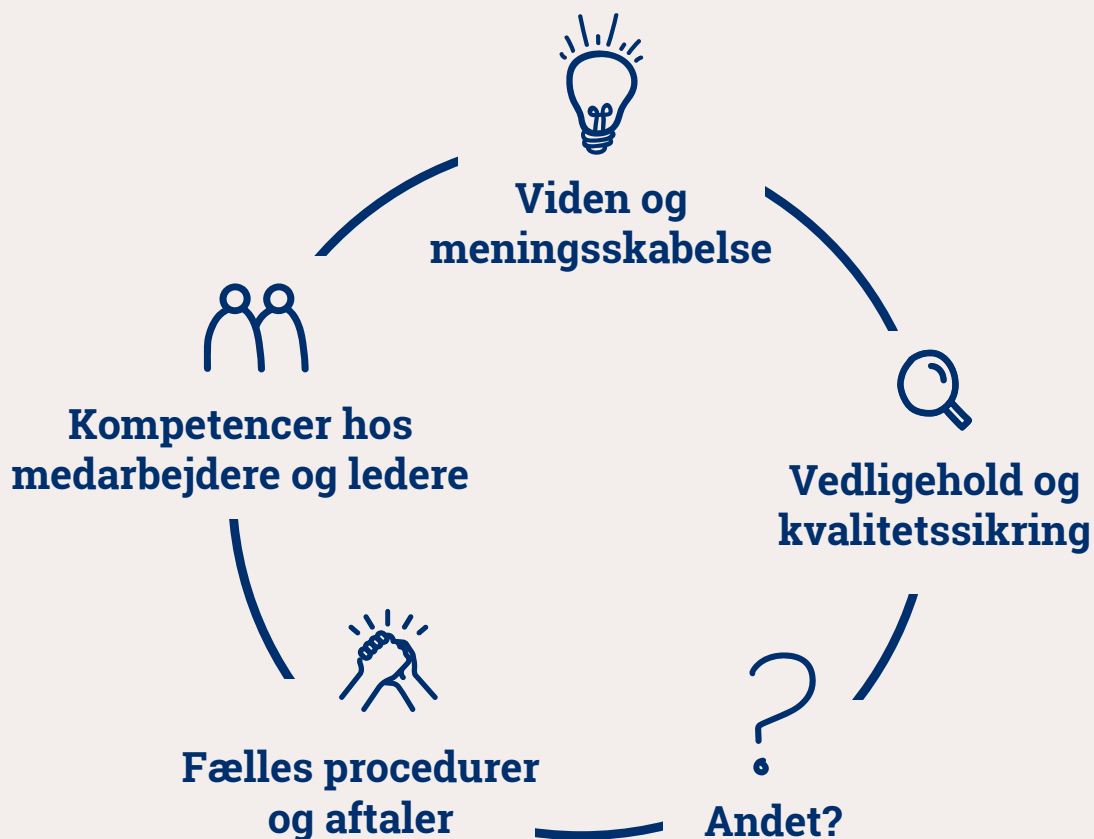 Viden og
meningsskabelse
Kompetencer hos
medarbejdere og ledere
Vedligehold og
kvalitetssikring
Fælles procedurer
og aftaler
Andet?